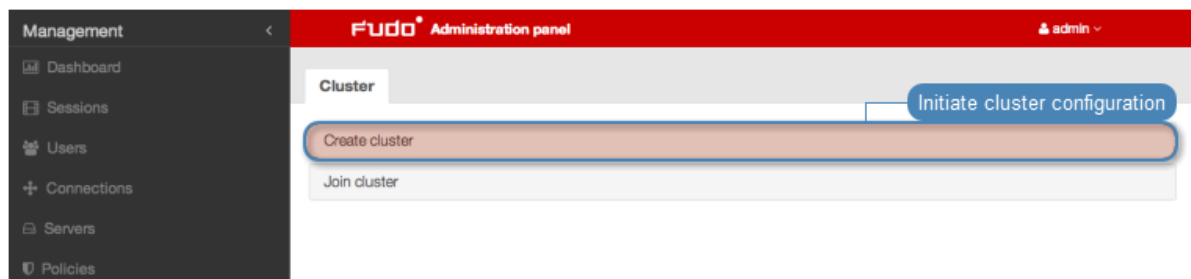 Management
FUDO Administration panel
admin
Dashboard
Sessions
Users
Connections
Servers
Policies
Cluster
Initiate cluster configuration
Create cluster
Join cluster